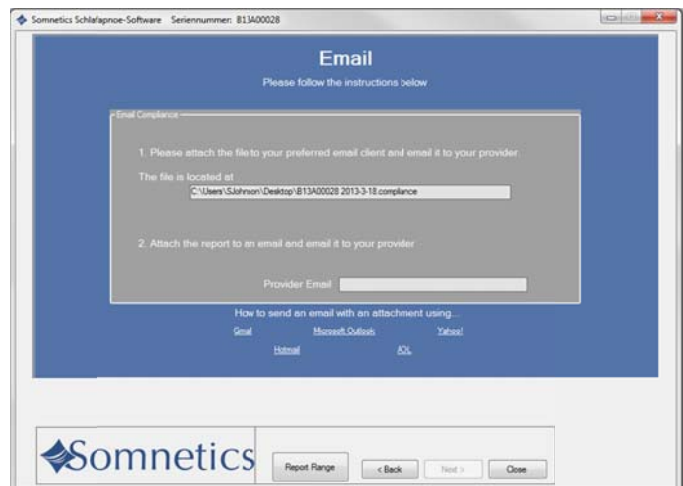 Somnetics Schlafapnoe-Software Seriennummer: B13A00028
Email
Please follow the instructions below
Email Compliance
1. Please attach the file to your preferred email client and email it to your provider.
The file is located at
C:\Users\SJohnson\Desktop\B13A00028 2013-3-18.compliance
2. Attach the report to an email and email it to your provider
Provider Email
How to send an email with an attachment using...
Gmail Microsoft Outlook Yahoo!
Hotmail AOL
Somnetics
Report Range < Back Next > Close